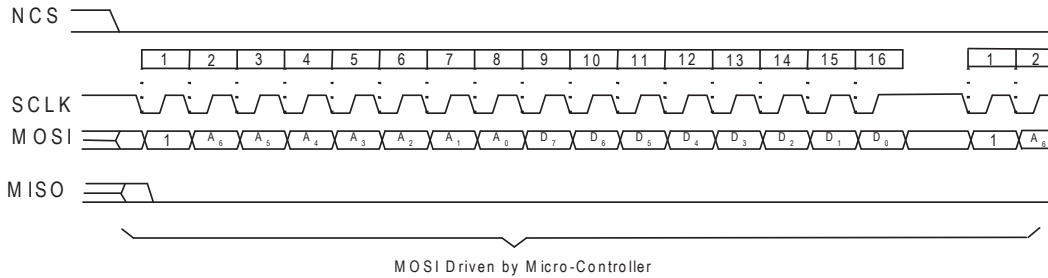 NCS
1 2 3 4 5 6 7 8 9 10 11 12 13 14 15 16 1 2
SCLK
MOSI 1 A6 A5 A4 A3 A2 A1 A0 D7 D6 D5 D4 D3 D2 D1 D0 1 A6
MISO
MOSI Driven by Micro-Controller